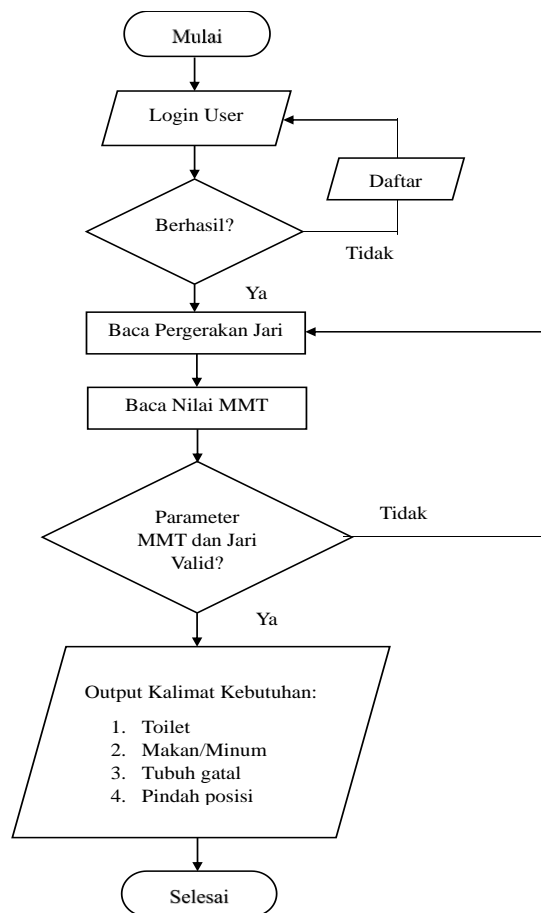 Mulai
Login User
Daftar
Berhasil?
Tidak
Ya
Baca Pergerakan Jari
Baca Nilai MMT
Parameter
MMT dan Jari
Valid?
Tidak
Ya
Output Kalimat Kebutuhan:
1. Toilet
2. Makan/Minum
3. Tubuh gatal
4. Pindah posisi
Selesai